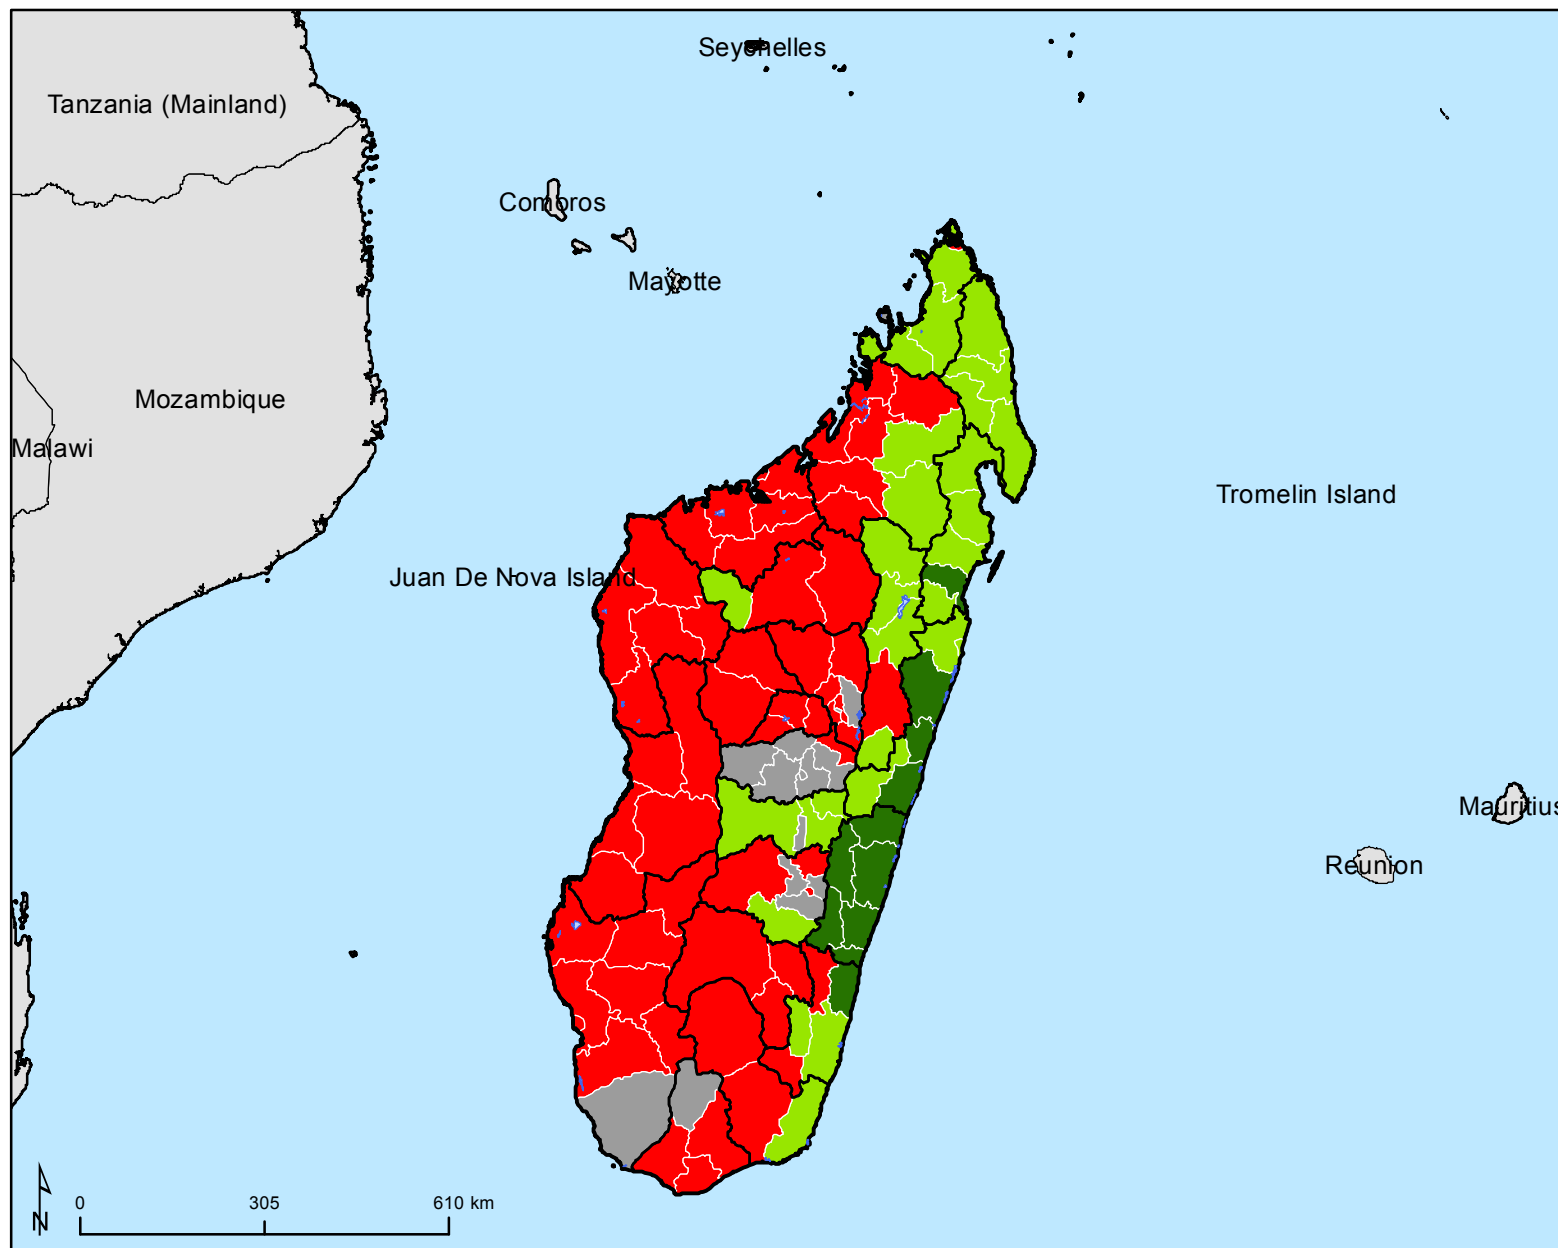 Seychelles
Tanzania (Mainland)
Comoros
Mayotte
Mozambique
Malawi
Tromelin Island
Juan De Nova Island
Mauritius
Reunion
N
0 305 610 km